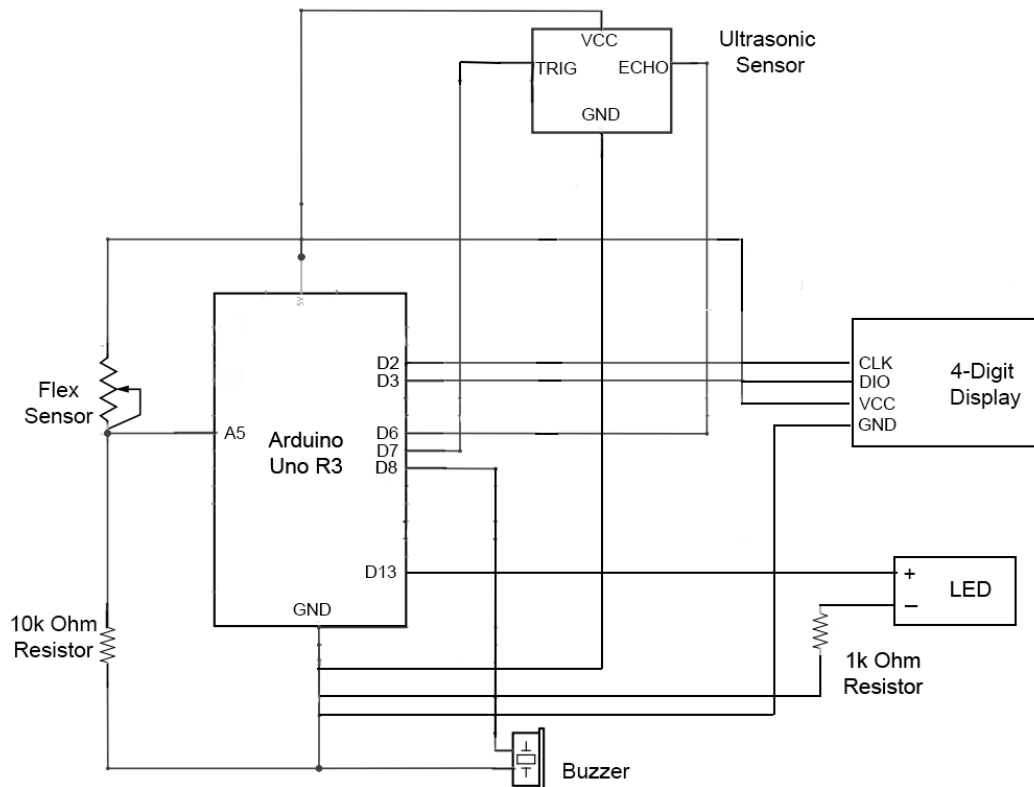 VCC
TRIG
ECHO
GND
Ultrasonic
Sensor
5V
D2
D3
D6
D7
D8
D13
A5
GND
Arduino
Uno R3
Flex
Sensor
10k Ohm
Resistor
CLK
DIO
VCC
GND
4-Digit
Display
+
−
LED
1k Ohm
Resistor
Buzzer